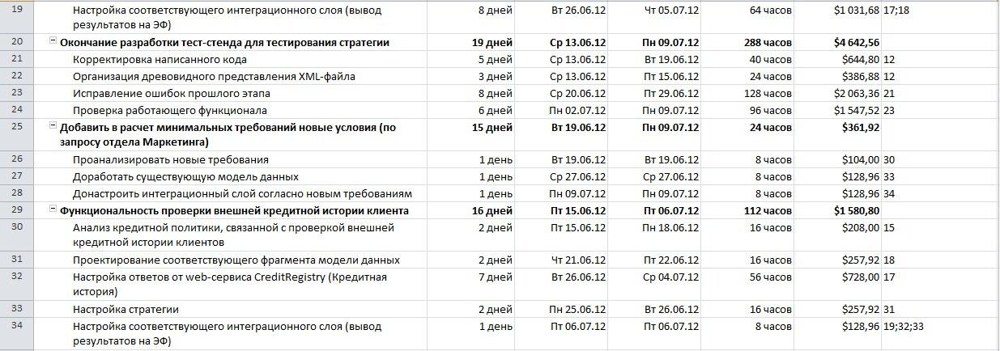 19 Настройка соответствующего интеграционного слоя (вывод 8 дней Вт 26.06.12 Чт 05.07.12 64 часов $1 031,68 17;18
результатов на ЭФ)
20 Окончание разработки тест-стенда для тестирования стратегии 19 дней Ср 13.06.12 Пн 09.07.12 288 часов $4 642,56
21 Корректировка написанного кода 5 дней Ср 13.06.12 Вт 19.06.12 40 часов $644,80 12
22 Организация древовидного представления XML-файла 3 дней Ср 13.06.12 Пт 15.06.12 24 часов $386,88 12
23 Исправление ошибок прошлого этапа 8 дней Ср 20.06.12 Пт 29.06.12 128 часов $2 063,36 21
24 Проверка работающего функционала 6 дней Пн 02.07.12 Пн 09.07.12 96 часов $1 547,52 23
25 Добавить в расчет минимальных требований новые условия (по 15 дней Вт 19.06.12 Пн 09.07.12 24 часов $361,92
запросу отдела Маркетинга)
26 Проанализировать новые требования 1 день Вт 19.06.12 Вт 19.06.12 8 часов $104,00 30
27 Доработать существующую модель данных 1 день Ср 27.06.12 Ср 27.06.12 8 часов $128,96 33
28 Донастроить интеграционный слой согласно новым требованиям 1 день Пн 09.07.12 Пн 09.07.12 8 часов $128,96 34
29 Функциональность проверки внешней кредитной истории клиента 16 дней Пт 15.06.12 Пт 06.07.12 112 часов $1 580,80
30 Анализ кредитной политики, связанной с проверкой внешней 2 дней Пт 15.06.12 Пн 18.06.12 16 часов $208,00 15
кредитной истории клиентов
31 Проектирование соответствующего фрагмента модели данных 2 дней Чт 21.06.12 Пт 22.06.12 16 часов $257,92 18
32 Настройка ответов от web-сервиса CreditRegistry (Кредитная 7 дней Вт 26.06.12 Ср 04.07.12 56 часов $728,00 17
история)
33 Настройка стратегии 2 дней Пн 25.06.12 Вт 26.06.12 16 часов $257,92 31
34 Настройка соответствующего интеграционного слоя (вывод 1 день Пт 06.07.12 Пт 06.07.12 8 часов $128,96 19;32;33
результатов на ЭФ)